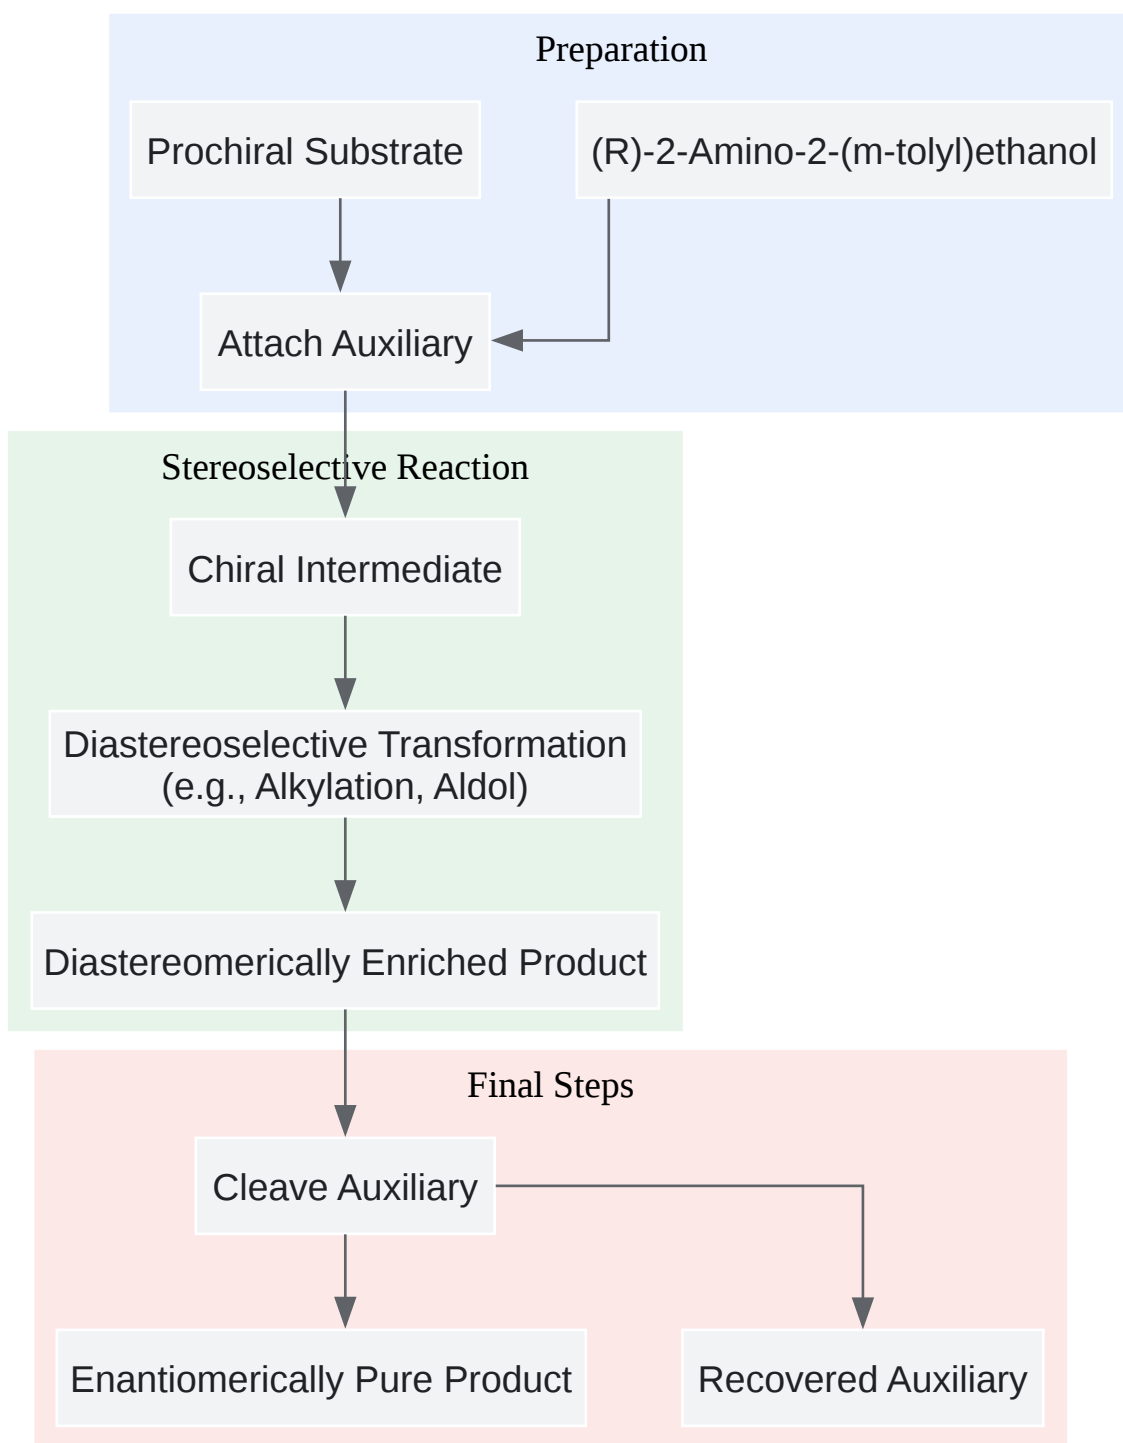 Preparation
Prochiral Substrate
(R)-2-Amino-2-(m-tolyl)ethanol
Attach Auxiliary
Stereoselective Reaction
Chiral Intermediate
Diastereoselective Transformation
(e.g., Alkylation, Aldol)
Diastereomerically Enriched Product
Final Steps
Cleave Auxiliary
Enantiomerically Pure Product
Recovered Auxiliary